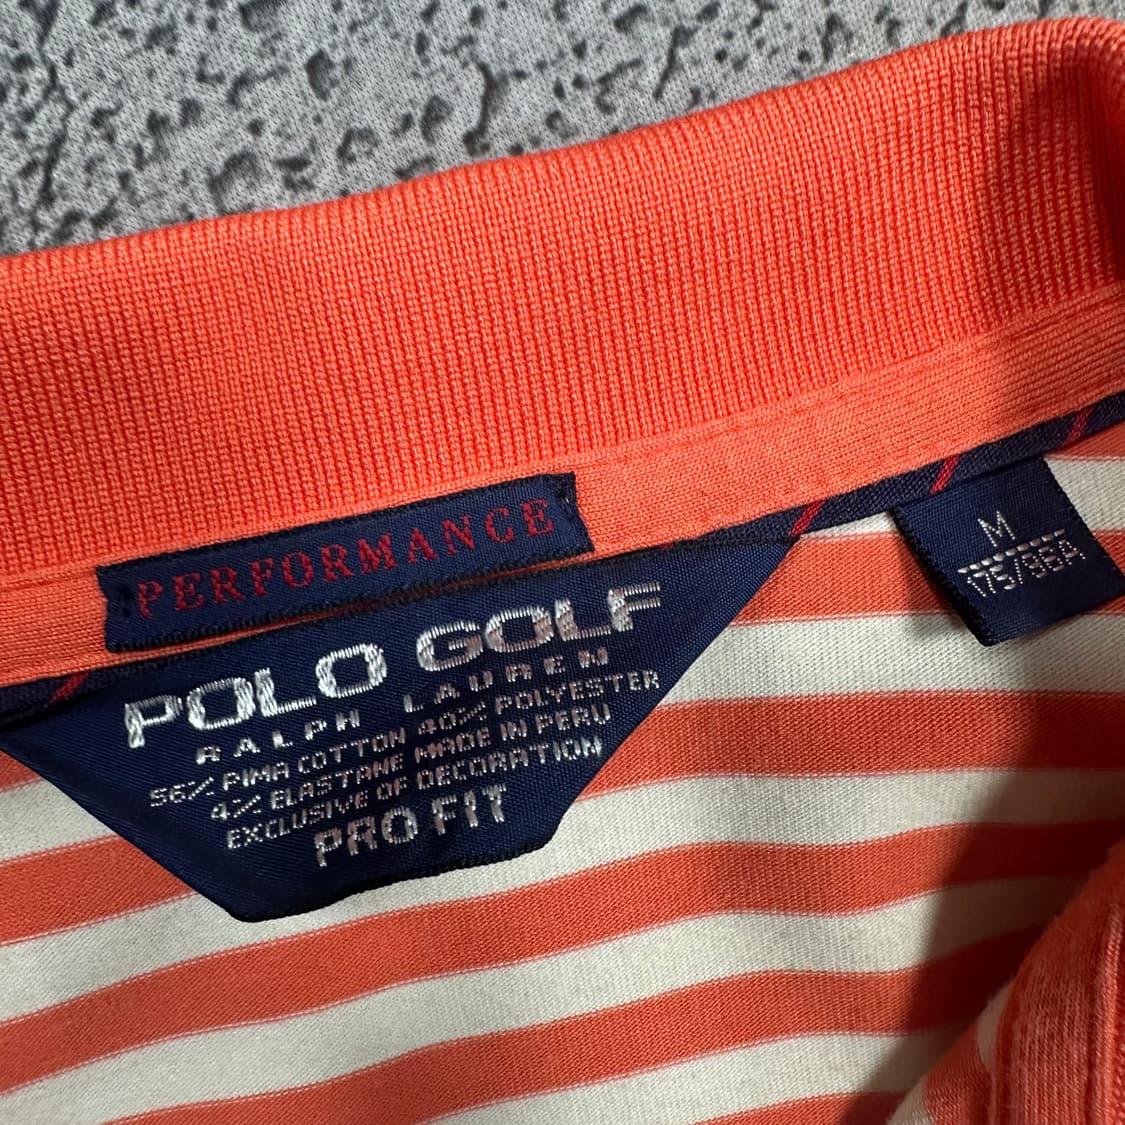 PERFORMANCE
POLO GOLF
RALPH LAUREN
56% PIMA COTTON 40% POLYESTER
4% ELASTANE MADE IN PERU
EXCLUSIVE OF DECORATION
PRO FIT
M
175/95A